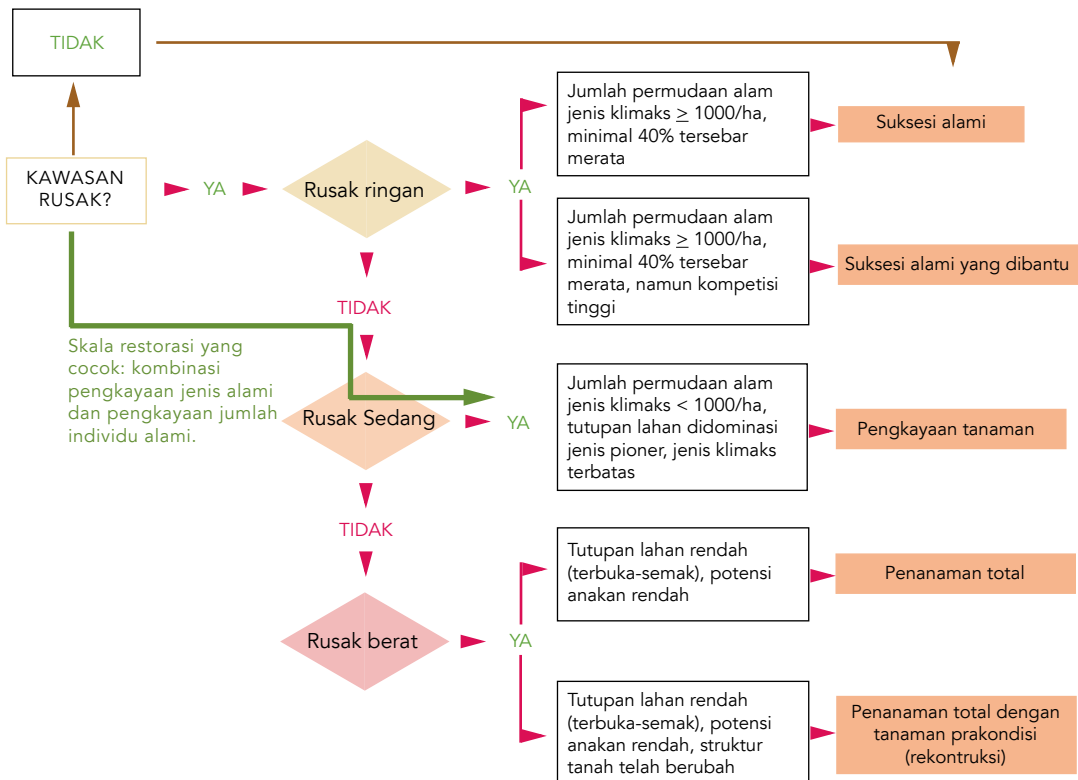 TIDAK
KAWASAN
RUSAK?
YA
Rusak ringan
YA
Jumlah permudaan alam
jenis klimaks ≥ 1000/ha,
minimal 40% tersebar
merata
Suksesi alami
Jumlah permudaan alam
jenis klimaks ≥ 1000/ha,
minimal 40% tersebar
merata, namun kompetisi
tinggi
Suksesi alami yang dibantu
TIDAK
Skala restorasi yang
cocok: kombinasi
pengkayaan jenis alami
dan pengkayaan jumlah
individu alami.
Rusak Sedang
YA
Jumlah permudaan alam
jenis klimaks < 1000/ha,
tutupan lahan didominasi
jenis pioner, jenis klimaks
terbatas
Pengkayaan tanaman
TIDAK
Rusak berat
YA
Tutupan lahan rendah
(terbuka-semak), potensi
anakan rendah
Penanaman total
Tutupan lahan rendah
(terbuka-semak), potensi
anakan rendah, struktur
tanah telah berubah
Penanaman total dengan
tanaman prakondisi
(rekontruksi)